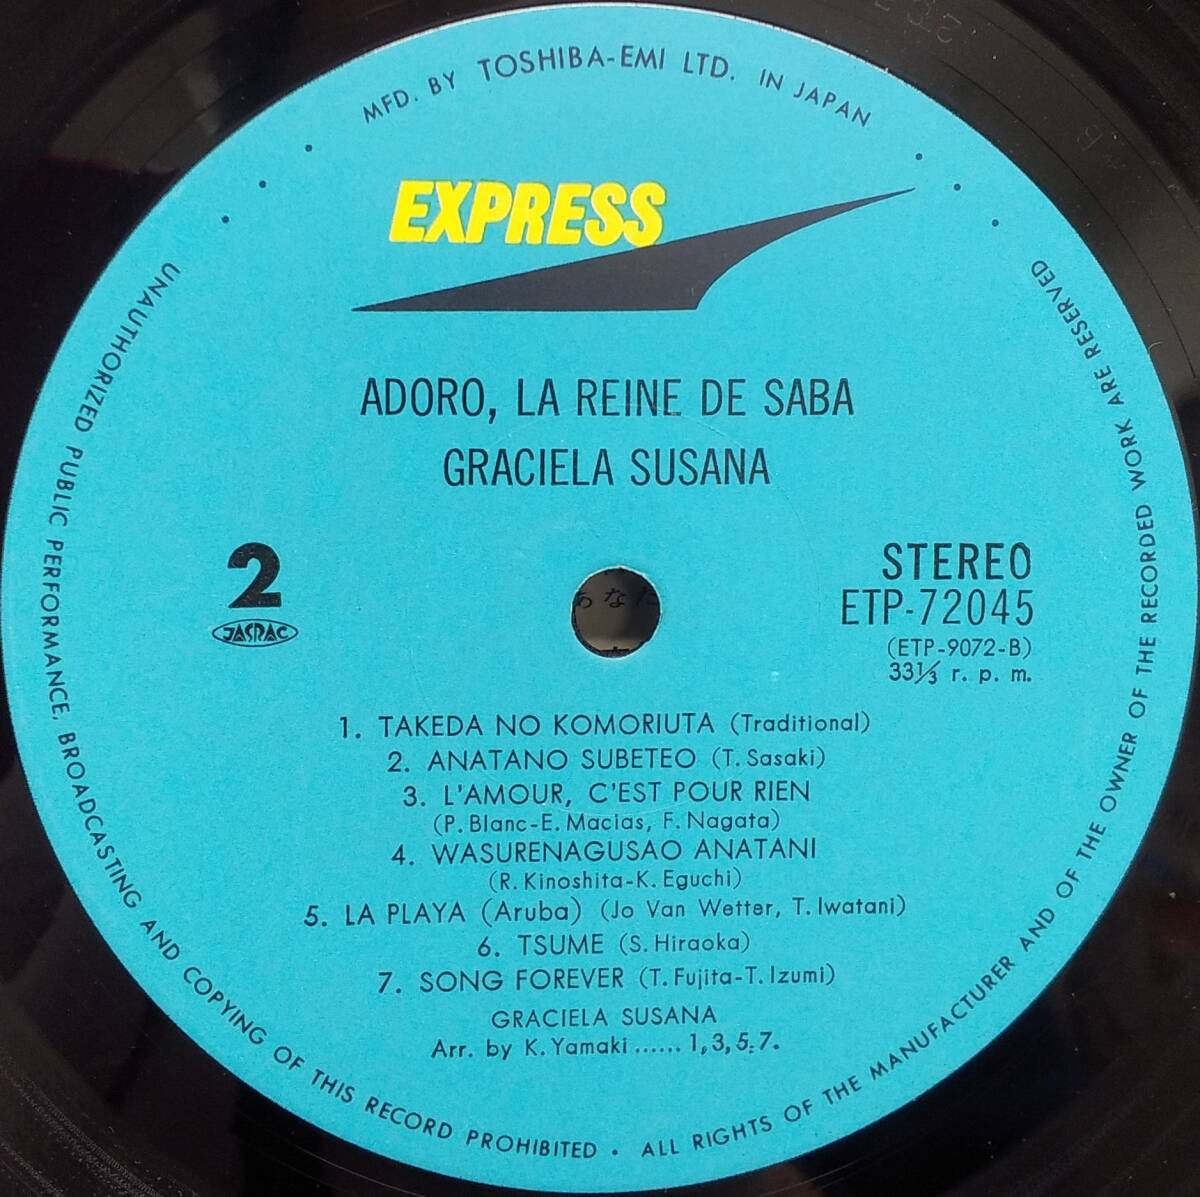 MFD. BY TOSHIBA-EMI LTD. IN JAPAN
EXPRESS
ADORO, LA REINE DE SABA
GRACIELA SUSANA
2
JASRAC
STEREO
ETP-72045
(ETP-9072-B)
33⅓ r. p. m.
あなた
1. TAKEDA NO KOMORIUTA (Traditional)
2. ANATANO SUBETEO (T. Sasaki)
3. L'AMOUR, C'EST POUR RIEN
(P. Blanc-E. Macias, F. Nagata)
4. WASURENAGUSAO ANATANI
(R. Kinoshita-K. Eguchi)
5. LA PLAYA (Aruba) (Jo Van Wetter, T. Iwatani)
6. TSUME (S. Hiraoka)
7. SONG FOREVER (T. Fujita-T. Izumi)
GRACIELA SUSANA
Arr. by K. Yamaki ...... 1, 3, 5, 7.
UNAUTHORIZED PUBLIC PERFORMANCE, BROADCASTING AND COPYING OF THIS RECORD PROHIBITED • ALL RIGHTS OF THE MANUFACTURER AND OF THE OWNER OF THE RECORDED WORK ARE RESERVED